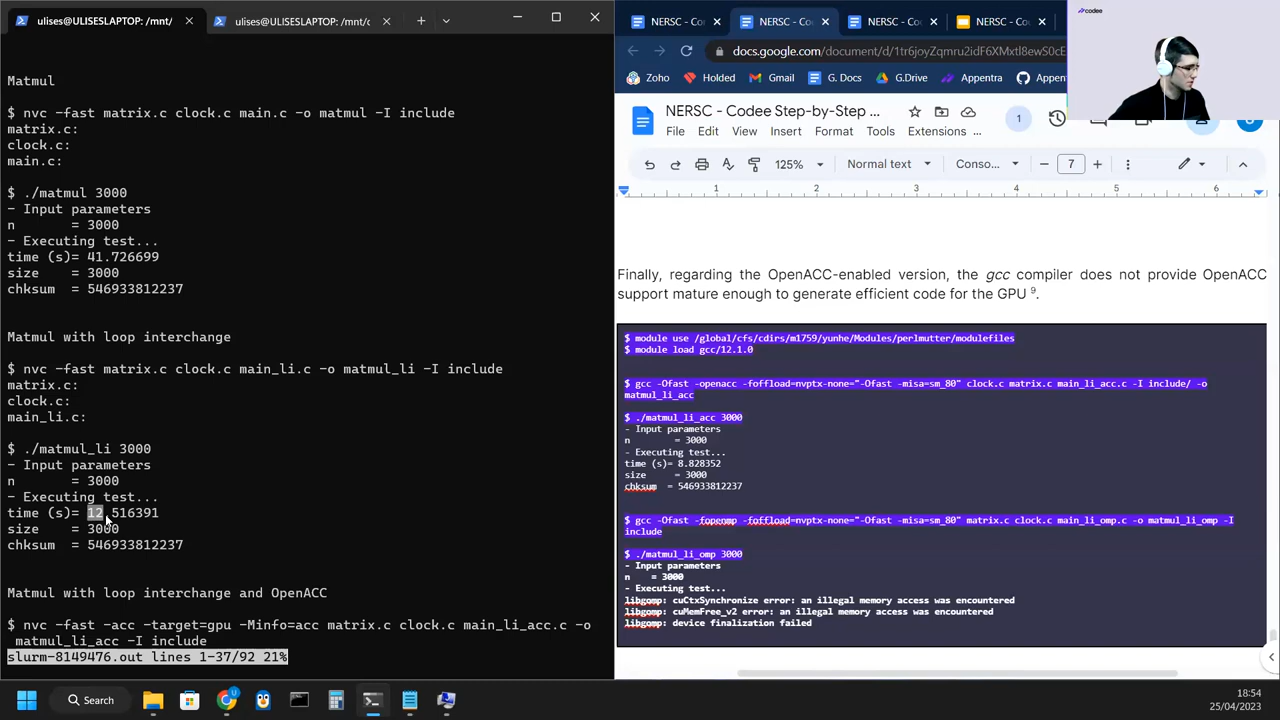 ulises@ULISESLAPTOP: /mnt/
ulises@ULISESLAPTOP: /mnt/c
Matmul
$ nvc -fast matrix.c clock.c main.c -o matmul -I include
matrix.c:
clock.c:
main.c:
$ ./matmul 3000
- Input parameters
n       = 3000
- Executing test...
time (s)= 41.726699
size    = 3000
chksum  = 546933812237
Matmul with loop interchange
$ nvc -fast matrix.c clock.c main_li.c -o matmul_li -I include
matrix.c:
clock.c:
main_li.c:
$ ./matmul_li 3000
- Input parameters
n       = 3000
- Executing test...
time (s)= 12.516391
size    = 3000
chksum  = 546933812237
Matmul with loop interchange and OpenACC
$ nvc -fast -acc -target=gpu -Minfo=acc matrix.c clock.c main_li_acc.c -o
matmul_li_acc -I include
slurm-8149476.out lines 1-37/92 21%
NERSC - Co
NERSC - Co
NERSC - Co
NERSC - Co
docs.google.com/document/d/1tr6joyZqmru2idF6XMxtl8ewS0cE
Zoho
Holded
Gmail
G. Docs
G.Drive
Appentra
Appent
codee
NERSC - Codee Step-by-Step
1
File Edit View Insert Format Tools Extensions ...
125%
Normal text
Conso...
7
1 2 3 4 5 6
Finally, regarding the OpenACC-enabled version, the gcc compiler does not provide OpenACC
support mature enough to generate efficient code for the GPU 9.
$ module use /global/cfs/cdirs/m1759/yunhe/Modules/perlmutter/modulefiles
$ module load gcc/12.1.0
$ gcc -Ofast -openacc -foffload=nvptx-none="-Ofast -misa=sm_80" clock.c matrix.c main_li_acc.c -I include/ -o
matmul_li_acc
$ ./matmul_li_acc 3000
- Input parameters
n       = 3000
- Executing test...
time (s)= 8.828352
size    = 3000
chksum  = 546933812237
$ gcc -Ofast -fopenmp -foffload=nvptx-none="-Ofast -misa=sm_80" matrix.c clock.c main_li_omp.c -o matmul_li_omp -I
include
$ ./matmul_li_omp 3000
- Input parameters
n    = 3000
- Executing test...
libgomp: cuCtxSynchronize error: an illegal memory access was encountered
libgomp: cuMemFree_v2 error: an illegal memory access was encountered
libgomp: device finalization failed
Search
18:54
25/04/2023